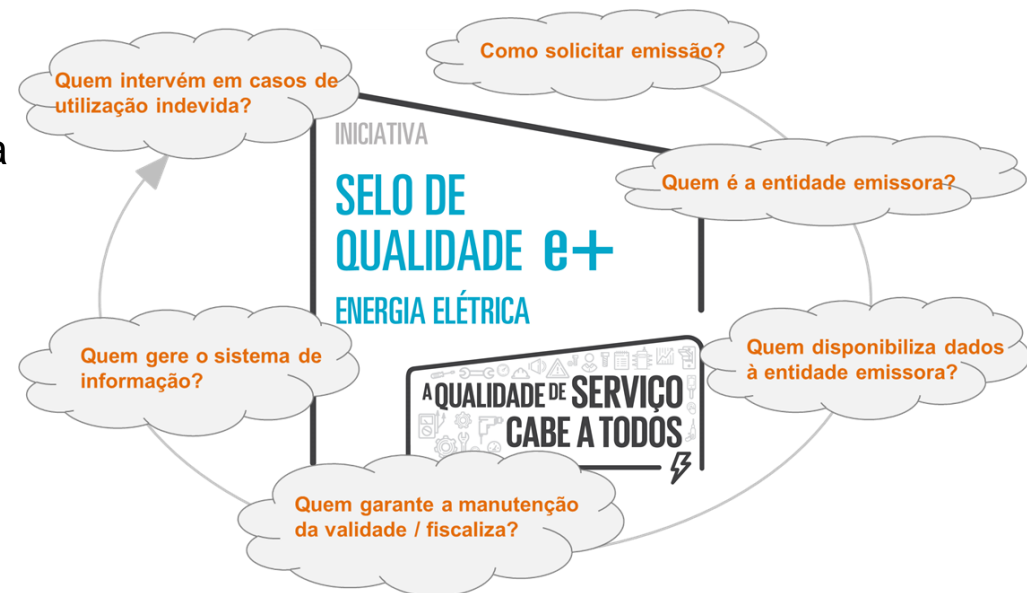 Como solicitar emissão?
Quem é a entidade emissora?
Quem disponibiliza dados
à entidade emissora?
Quem garante a manutenção
da validade / fiscaliza?
Quem gere o sistema de
informação?
Quem intervém em casos de
utilização indevida?
a
INICIATIVA
SELO DE
QUALIDADE e+
ENERGIA ELÉTRICA
A QUALIDADE DE SERVIÇO
CABE A TODOS